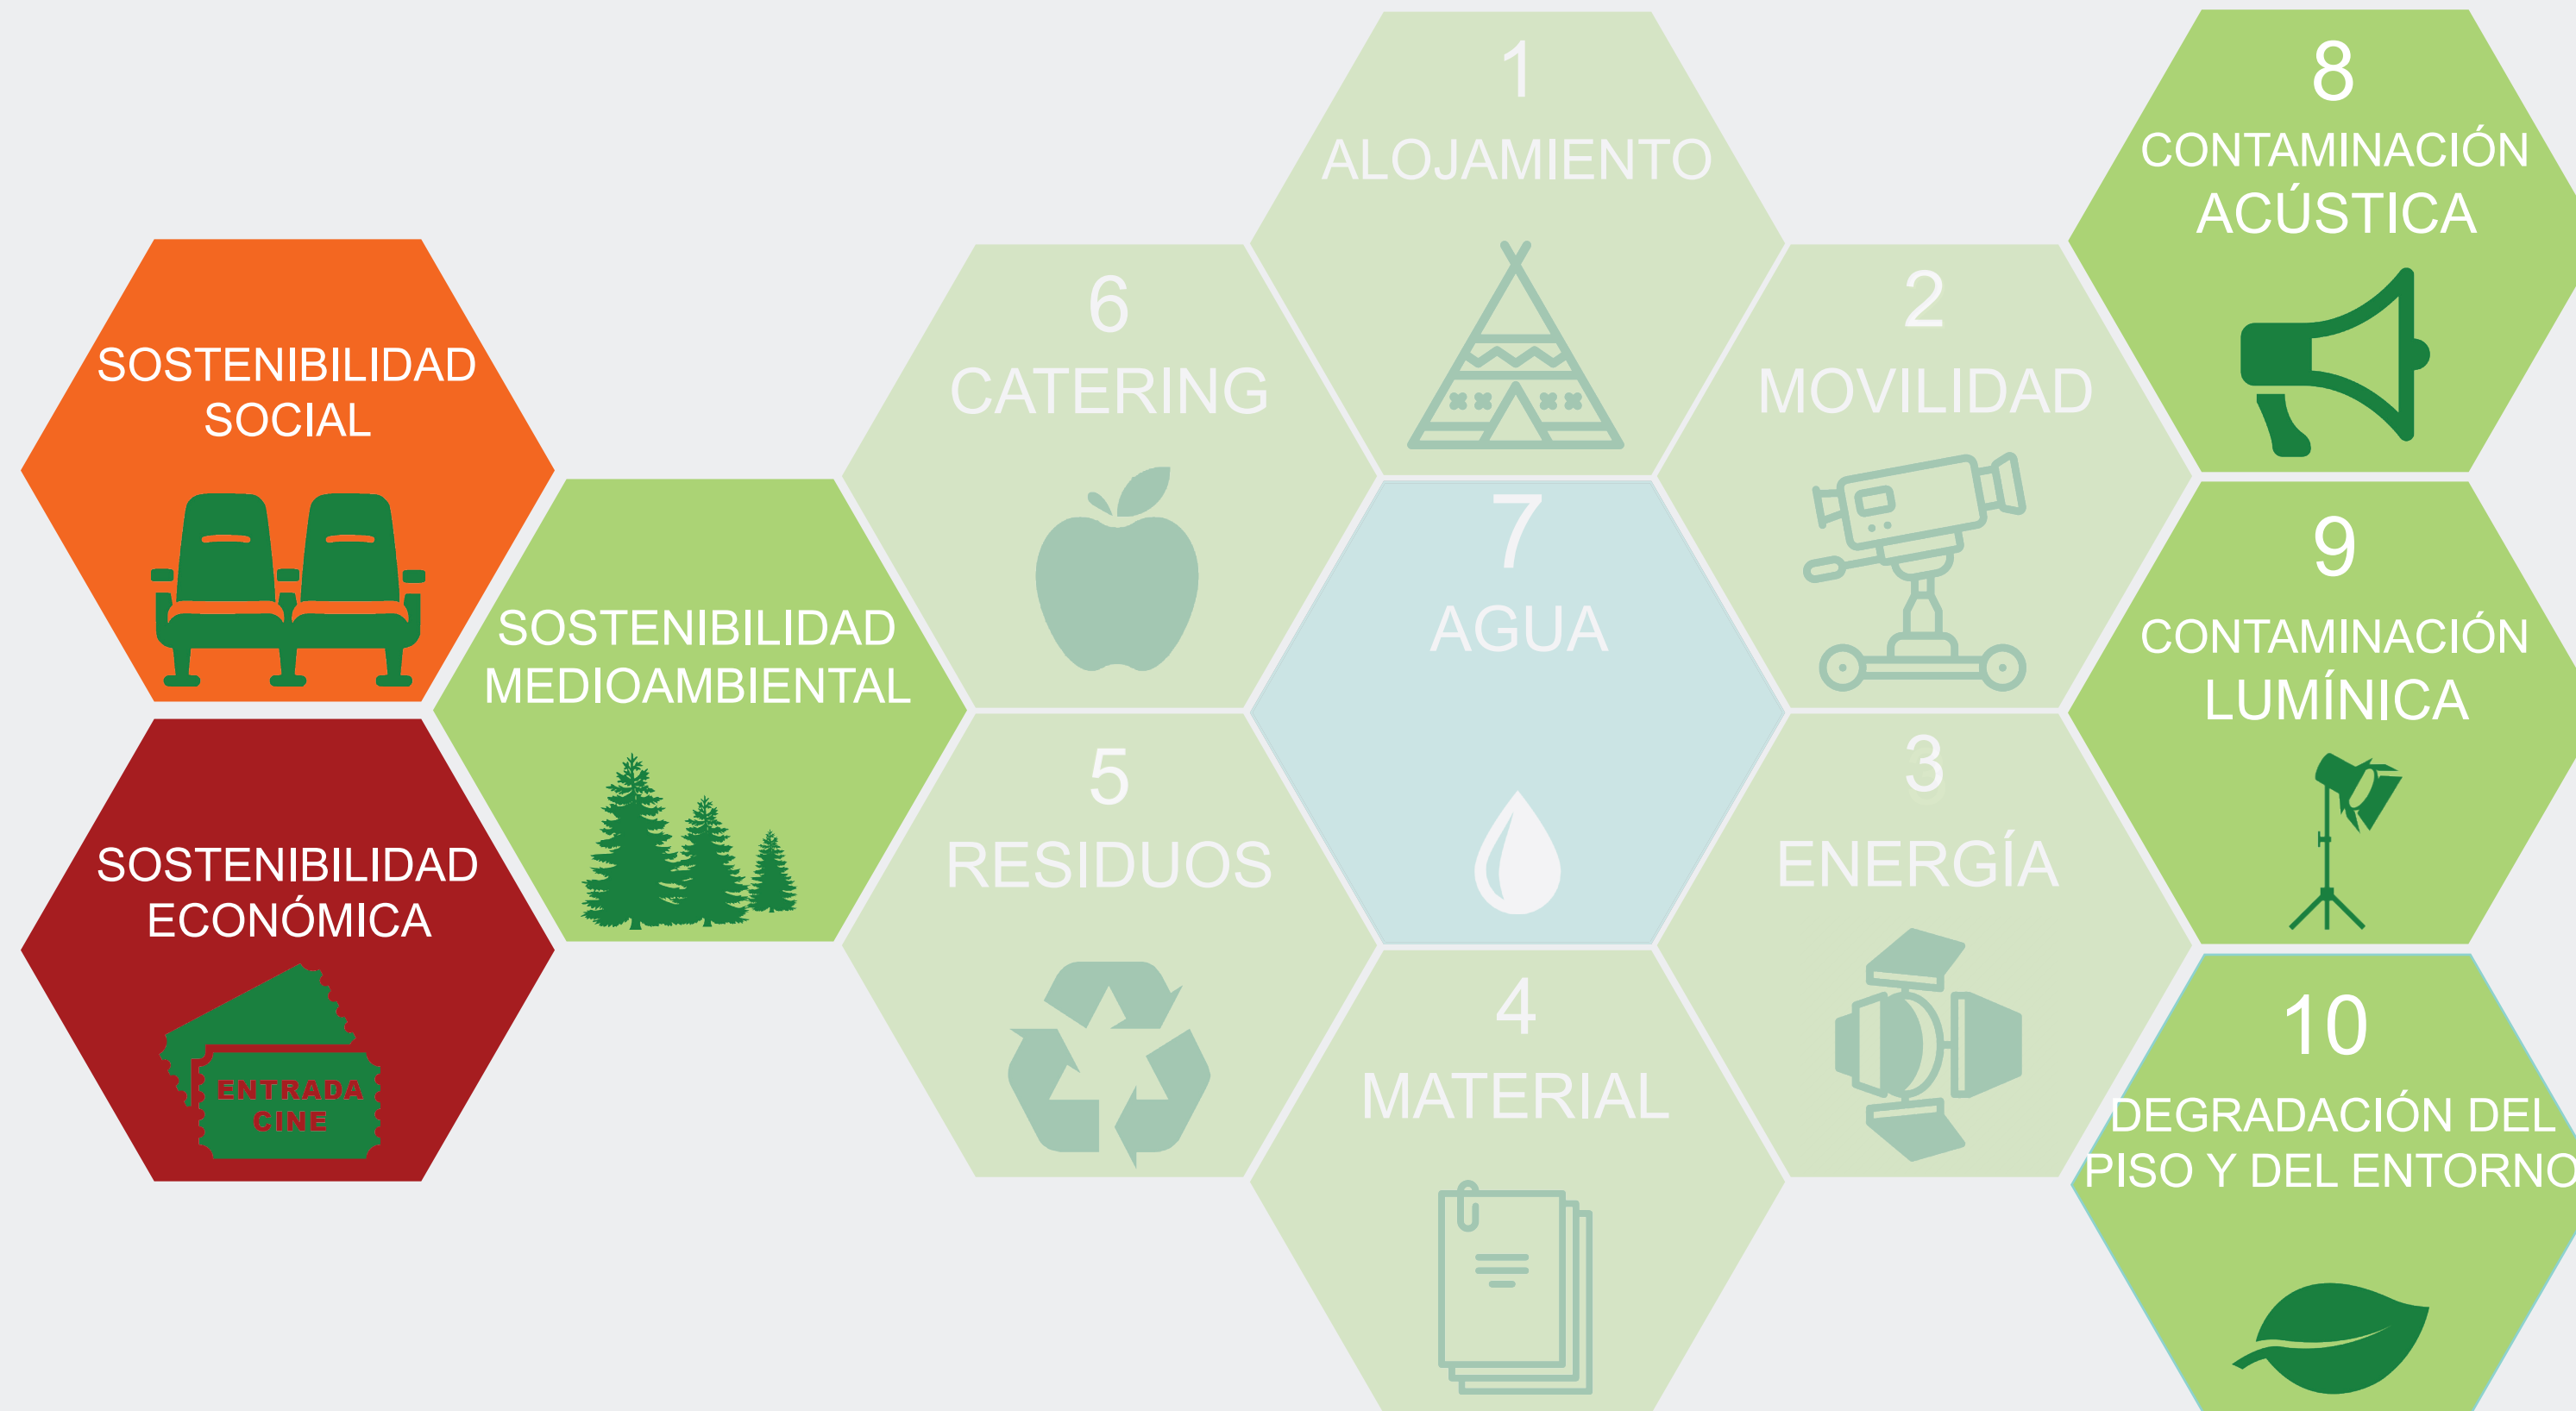 SOSTENIBILIDAD
SOCIAL
SOSTENIBILIDAD
ECONÓMICA
ENTRADA
CINE
SOSTENIBILIDAD
MEDIOAMBIENTAL
1
ALOJAMIENTO
2
MOVILIDAD
3
ENERGÍA
4
MATERIAL
5
RESIDUOS
6
CATERING
7
AGUA
8
CONTAMINACIÓN
ACÚSTICA
9
CONTAMINACIÓN
LUMÍNICA
10
DEGRADACIÓN DEL
PISO Y DEL ENTORNO